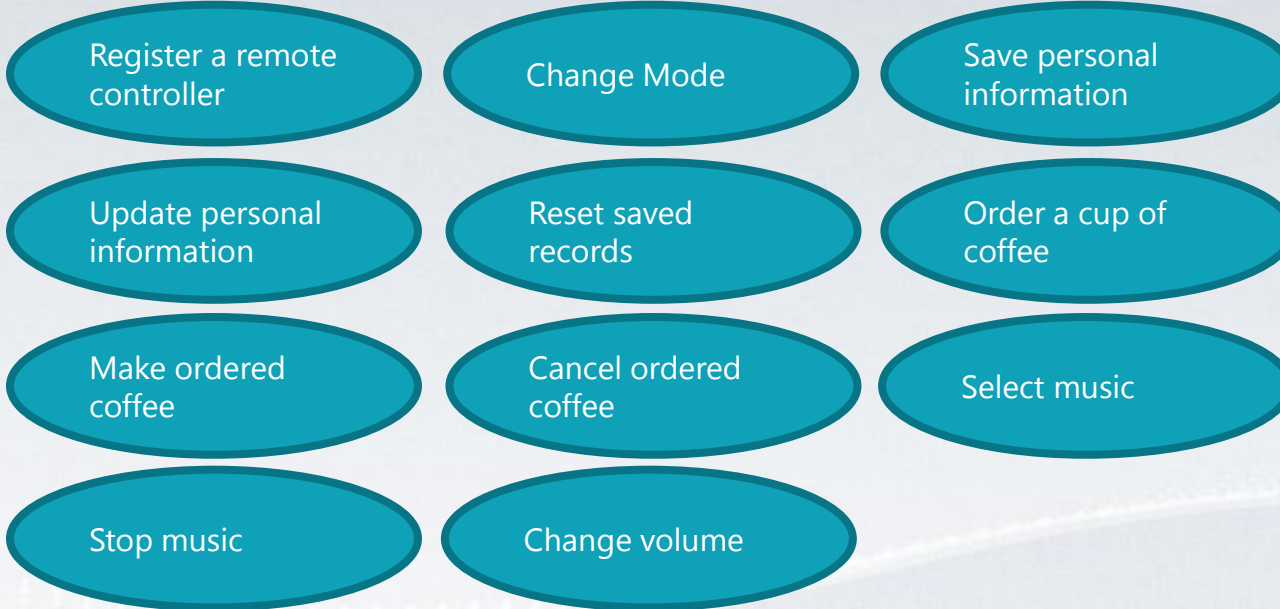 Register a remote
controller
Change Mode
Save personal
information
Update personal
information
Reset saved
records
Order a cup of
coffee
Make ordered
coffee
Cancel ordered
coffee
Select music
Stop music
Change volume